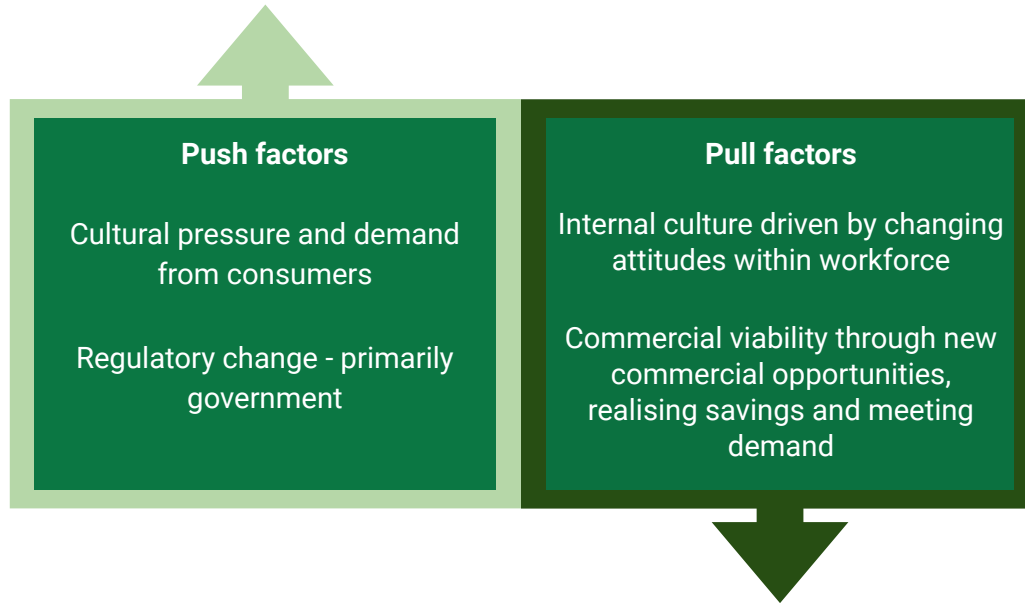 Push factors
Cultural pressure and demand
from consumers
Regulatory change - primarily
government
Pull factors
Internal culture driven by changing
attitudes within workforce
Commercial viability through new
commercial opportunities,
realising savings and meeting
demand